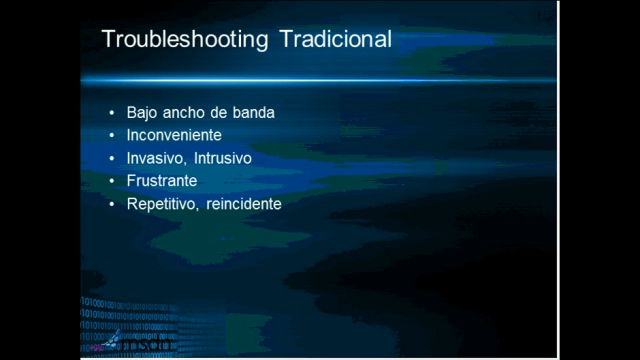 Troubleshooting Tradicional
• Bajo ancho de banda
• Inconveniente
• Invasivo, Intrusivo
• Frustrante
• Repetitivo, reincidente